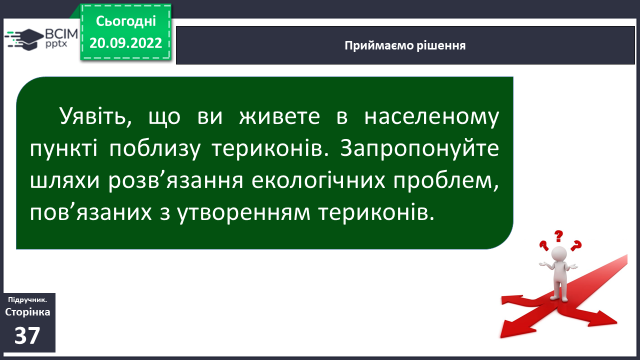 Сьогодні
20.09.2022
BCIM
pptx
Приймаємо рішення
Уявіть, що ви живете в населеному
пункті поблизу териконів. Запропонуйте
шляхи розв’язання екологічних проблем,
пов’язаних з утворенням териконів.
Підручник.
Сторінка
37